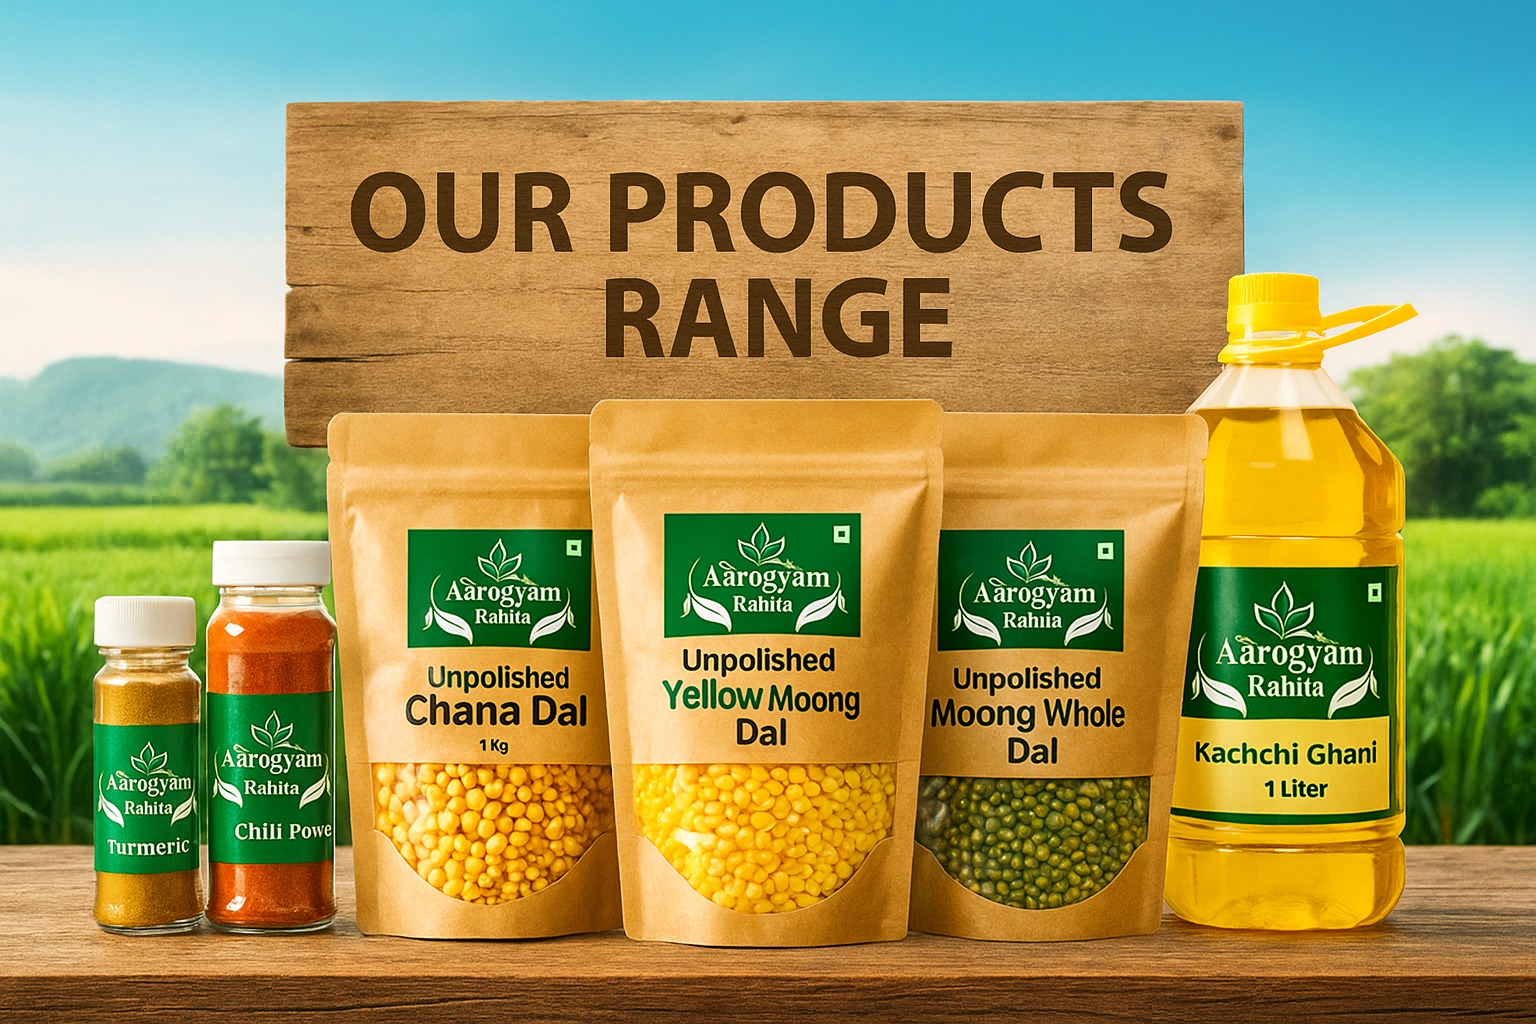 OUR PRODUCTS
RANGE
Aarogyam
Rahita
Turmeric
Aarogyam
Rahita
Chili Powe
Aarogyam
Rahita
Unpolished
Chana Dal
1 Kg
Aarogyam
Rahita
Unpolished
Yellow Moong
Dal
Aarogyam
Rahiia
Unpolished
Moong Whole
Dal
Aarogyam
Rahita
Kachchi Ghani
1 Liter